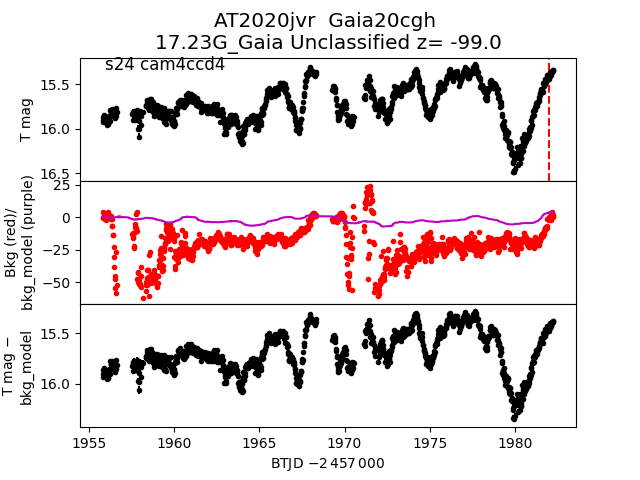 AT2020jvr  Gaia20cgh
17.23G_Gaia Unclassified z= -99.0
s24 cam4ccd4
15.5
16.0
16.5
T mag
25
0
−25
−50
Bkg (red)/
bkg_model (purple)
15.5
16.0
T mag −
bkg_model
1955 1960 1965 1970 1975 1980
BTJD −2 457 000